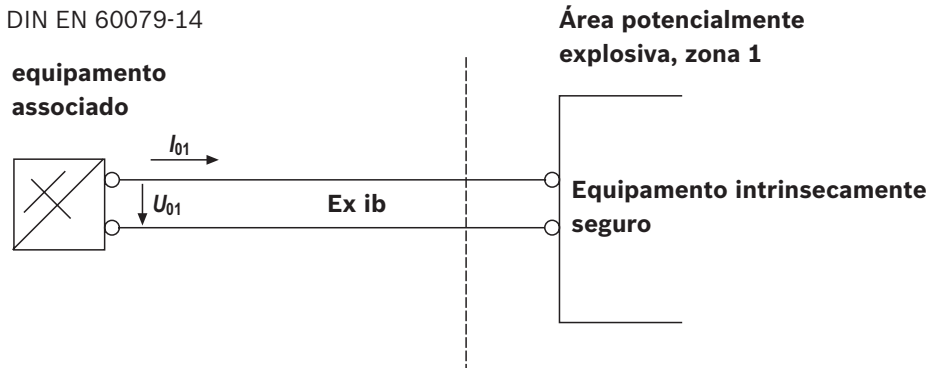 DIN EN 60079-14
Área potencialmente
explosiva, zona 1
equipamento
associado
I01
U01
Ex ib
Equipamento intrinsecamente
seguro